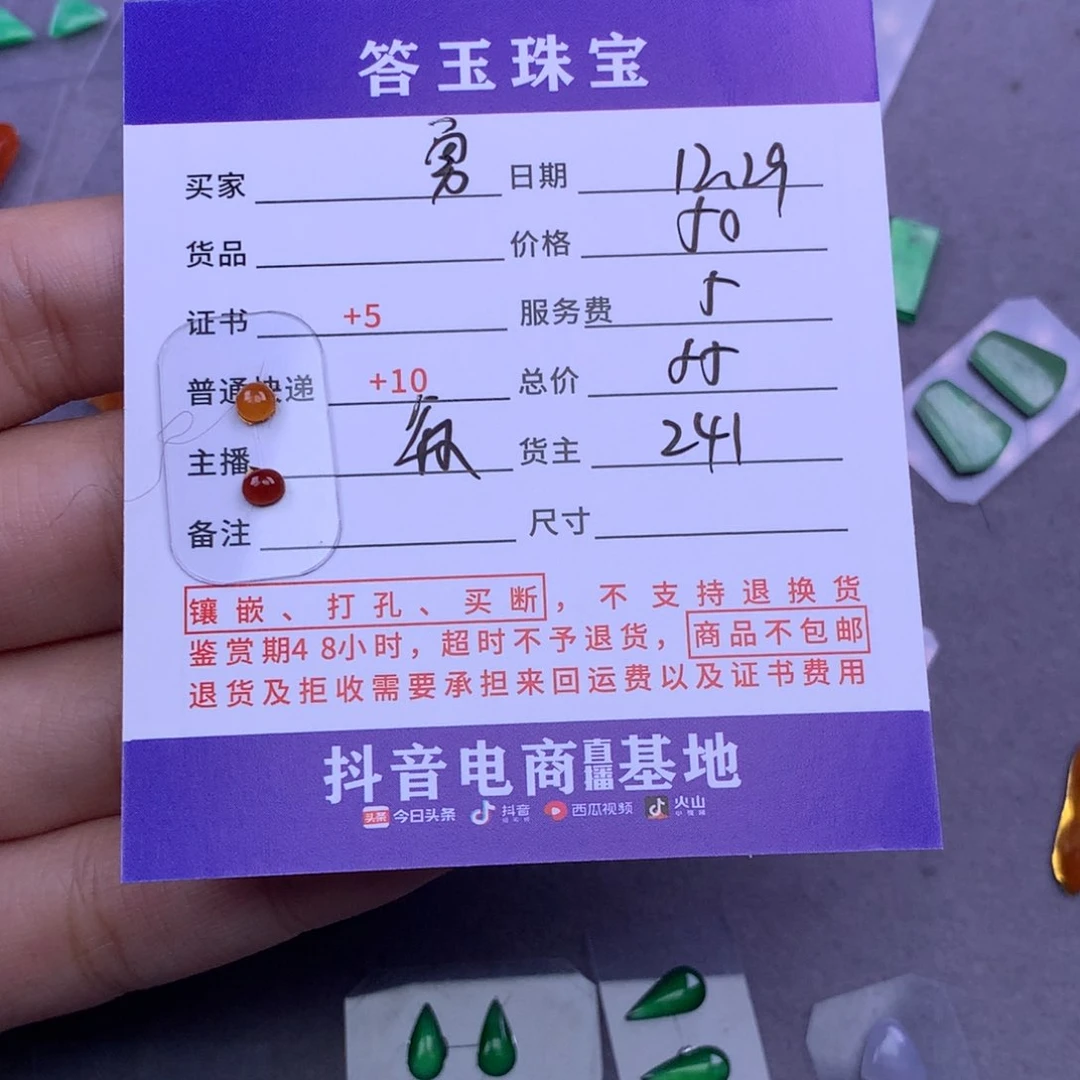 答玉珠宝
买家 勇 日期 12.29
货品 价格 50
证书 +5 服务费 5
普通快递 +10 总价 55
主播 货主 241
备注 尺寸
镶嵌、打孔、买断，不支持退换货
鉴赏期48小时，超时不予退货，商品不包邮
退货及拒收需要承担来回运费以及证书费用
抖音电商直播基地
头条 今日头条 抖音 西瓜视频 火山